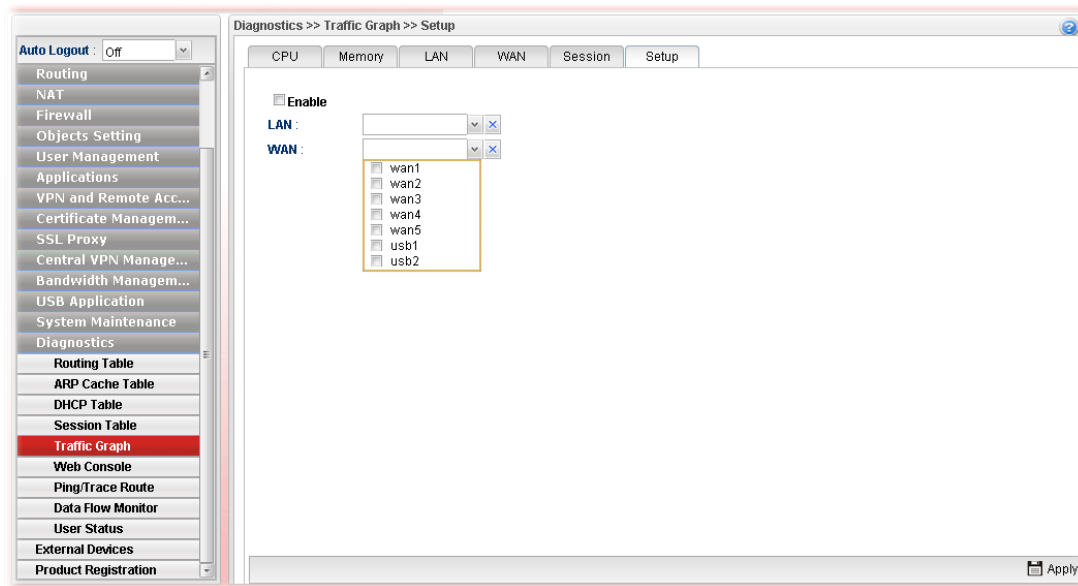 Diagnostics >> Traffic Graph >> Setup
Auto Logout : Off
Routing
NAT
Firewall
Objects Setting
User Management
Applications
VPN and Remote Acc...
Certificate Managem...
SSL Proxy
Central VPN Manage...
Bandwidth Managem...
USB Application
System Maintenance
Diagnostics
Routing Table
ARP Cache Table
DHCP Table
Session Table
Traffic Graph
Web Console
Ping/Trace Route
Data Flow Monitor
User Status
External Devices
Product Registration
CPU Memory LAN WAN Session Setup
Enable
LAN :
WAN :
wan1
wan2
wan3
wan4
wan5
usb1
usb2
Apply